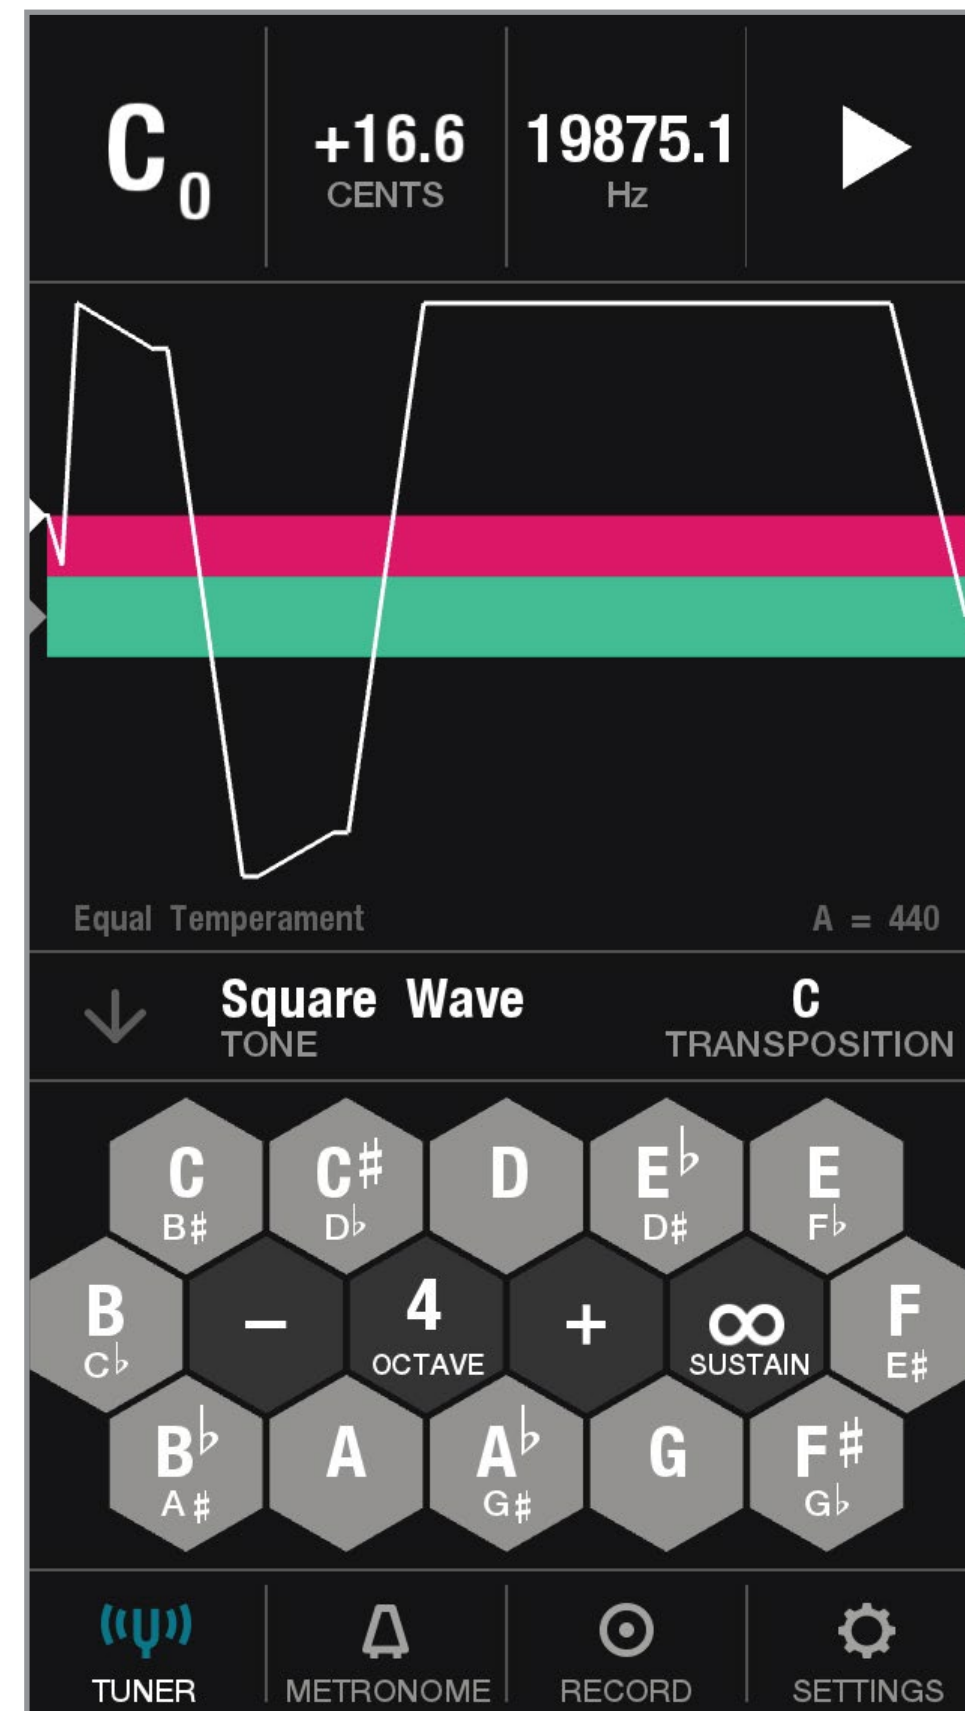 C0
+16.6
CENTS
19875.1
Hz
Equal Temperament
A = 440
Square Wave
TONE
C
TRANSPOSITION
C
B♯
C♯
D♭
D
E♭
D♯
E
F♭
B
C♭
−
4
OCTAVE
+
∞
SUSTAIN
F
E♯
B♭
A♯
A
A♭
G♯
G
F♯
G♭
TUNER
METRONOME
RECORD
SETTINGS